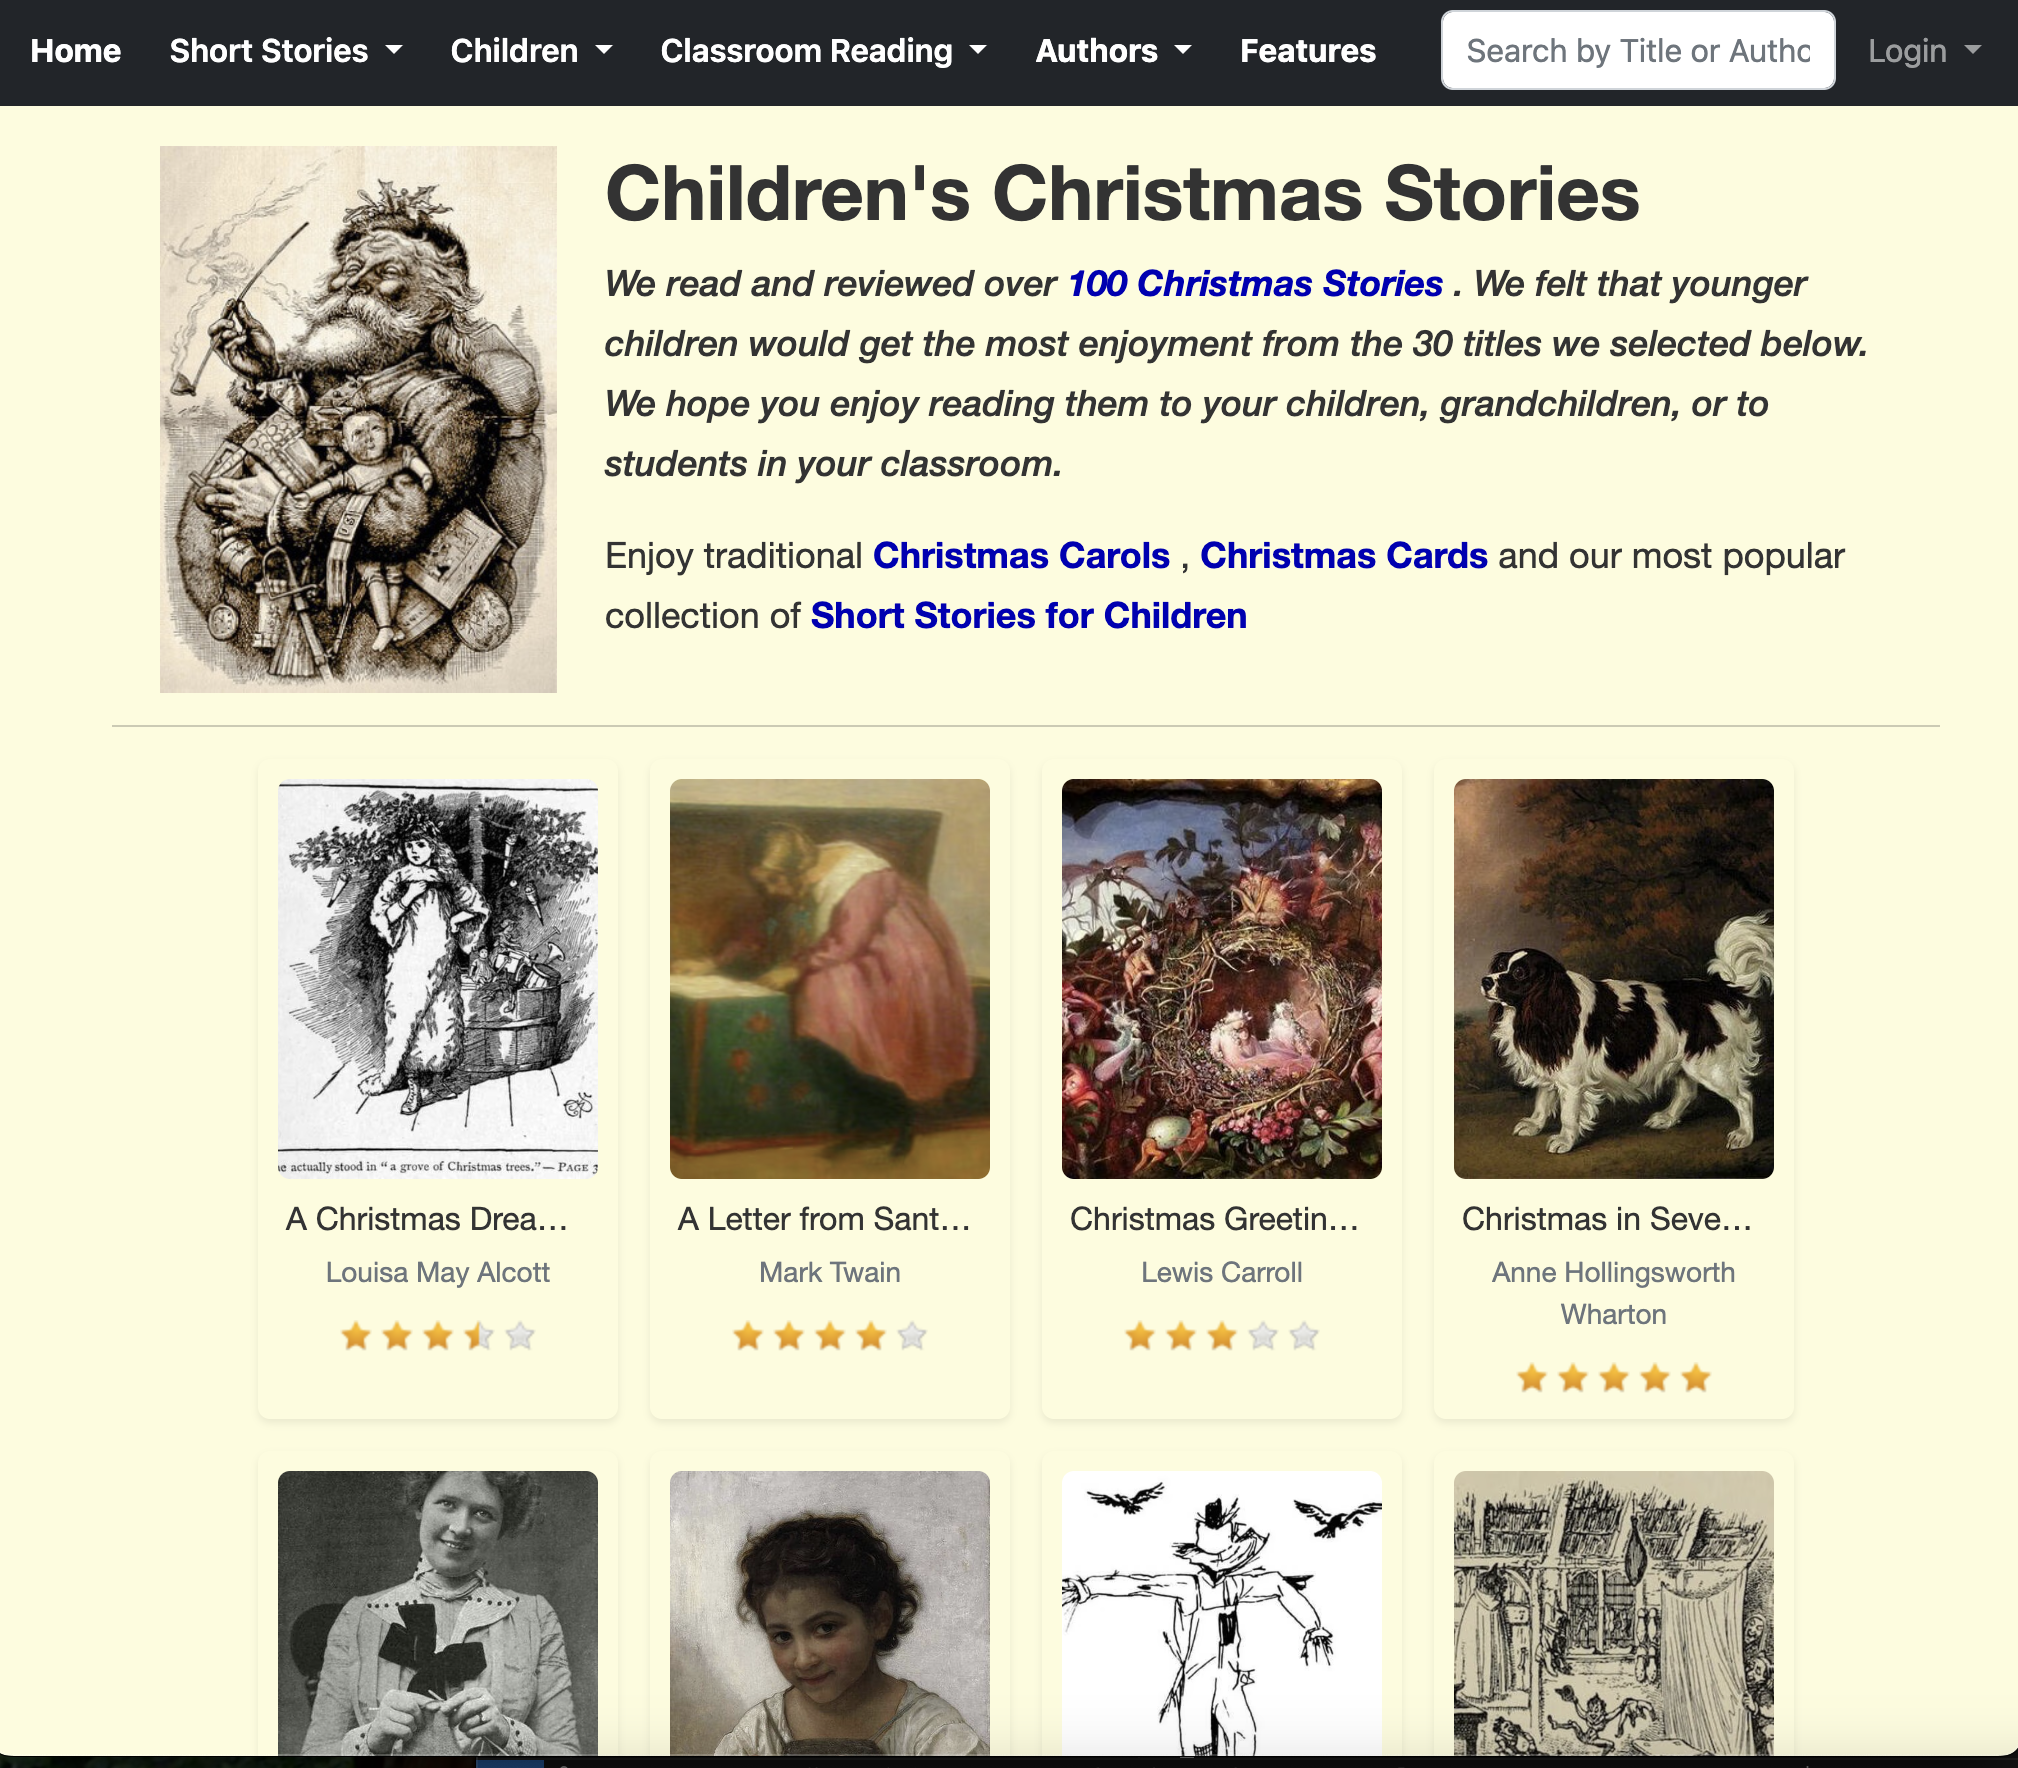 Home Short Stories Children Classroom Reading Authors Features Search by Title or Autho Login
Children's Christmas Stories
We read and reviewed over 100 Christmas Stories . We felt that younger
children would get the most enjoyment from the 30 titles we selected below.
We hope you enjoy reading them to your children, grandchildren, or to
students in your classroom.
Enjoy traditional Christmas Carols , Christmas Cards and our most popular
collection of Short Stories for Children
e actually stood in “a grove of Christmas trees.”— PAGE 3
A Christmas Drea...
Louisa May Alcott
A Letter from Sant...
Mark Twain
Christmas Greetin...
Lewis Carroll
Christmas in Seve...
Anne Hollingsworth
Wharton